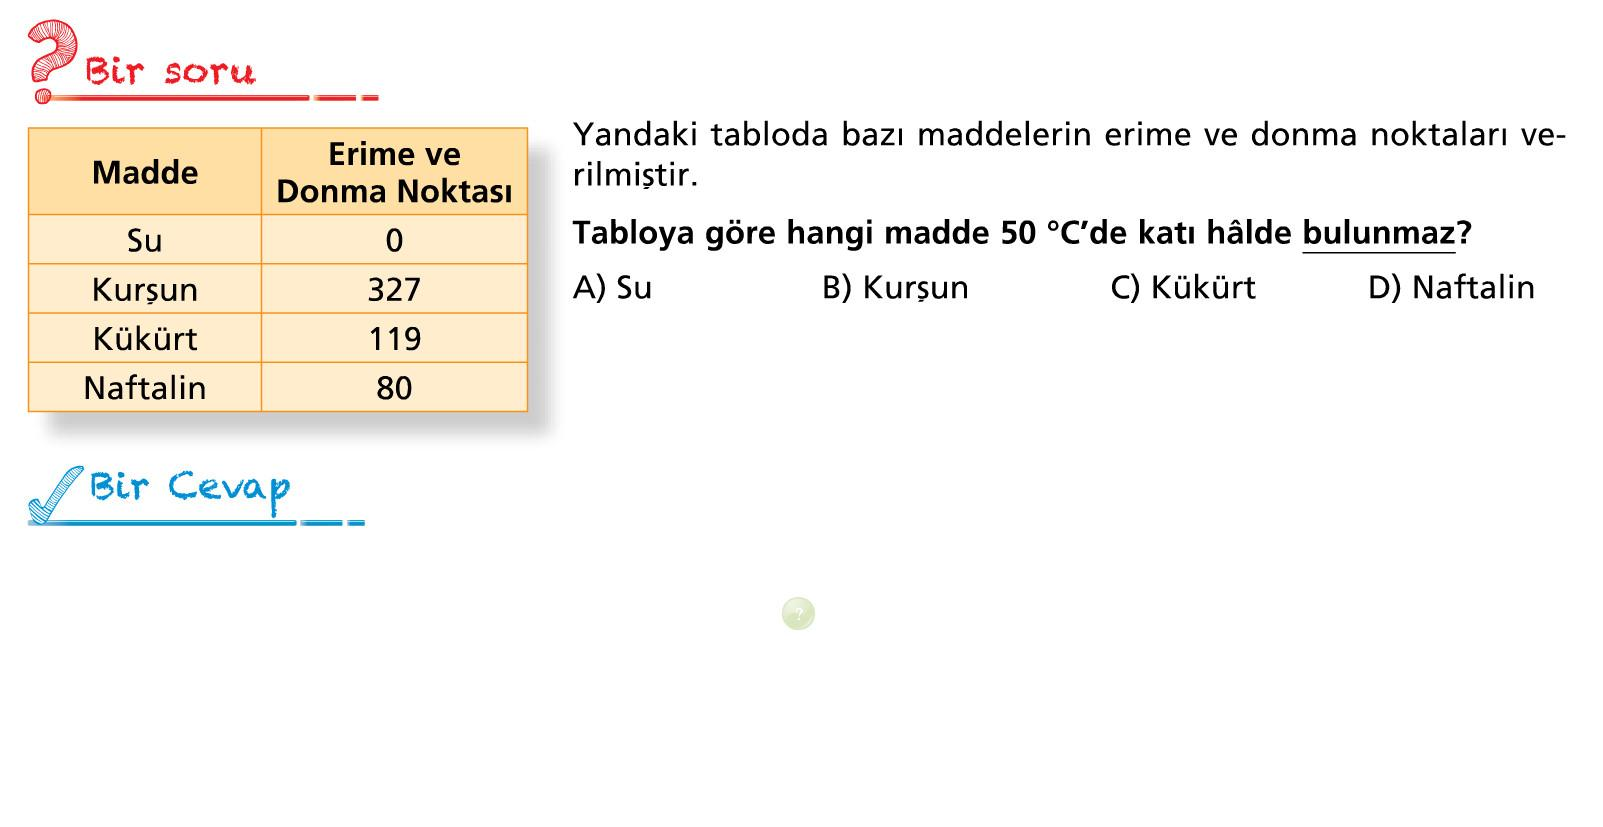 Bir soru
Madde
Erime ve
Donma Noktası
Su 0
Kurşun 327
Kükürt 119
Naftalin 80
Yandaki tabloda bazı maddelerin erime ve donma noktaları ve-
rilmiştir.
Tabloya göre hangi madde 50 °C’de katı hâlde bulunmaz?
A) Su B) Kurşun C) Kükürt D) Naftalin
Bir Cevap
?